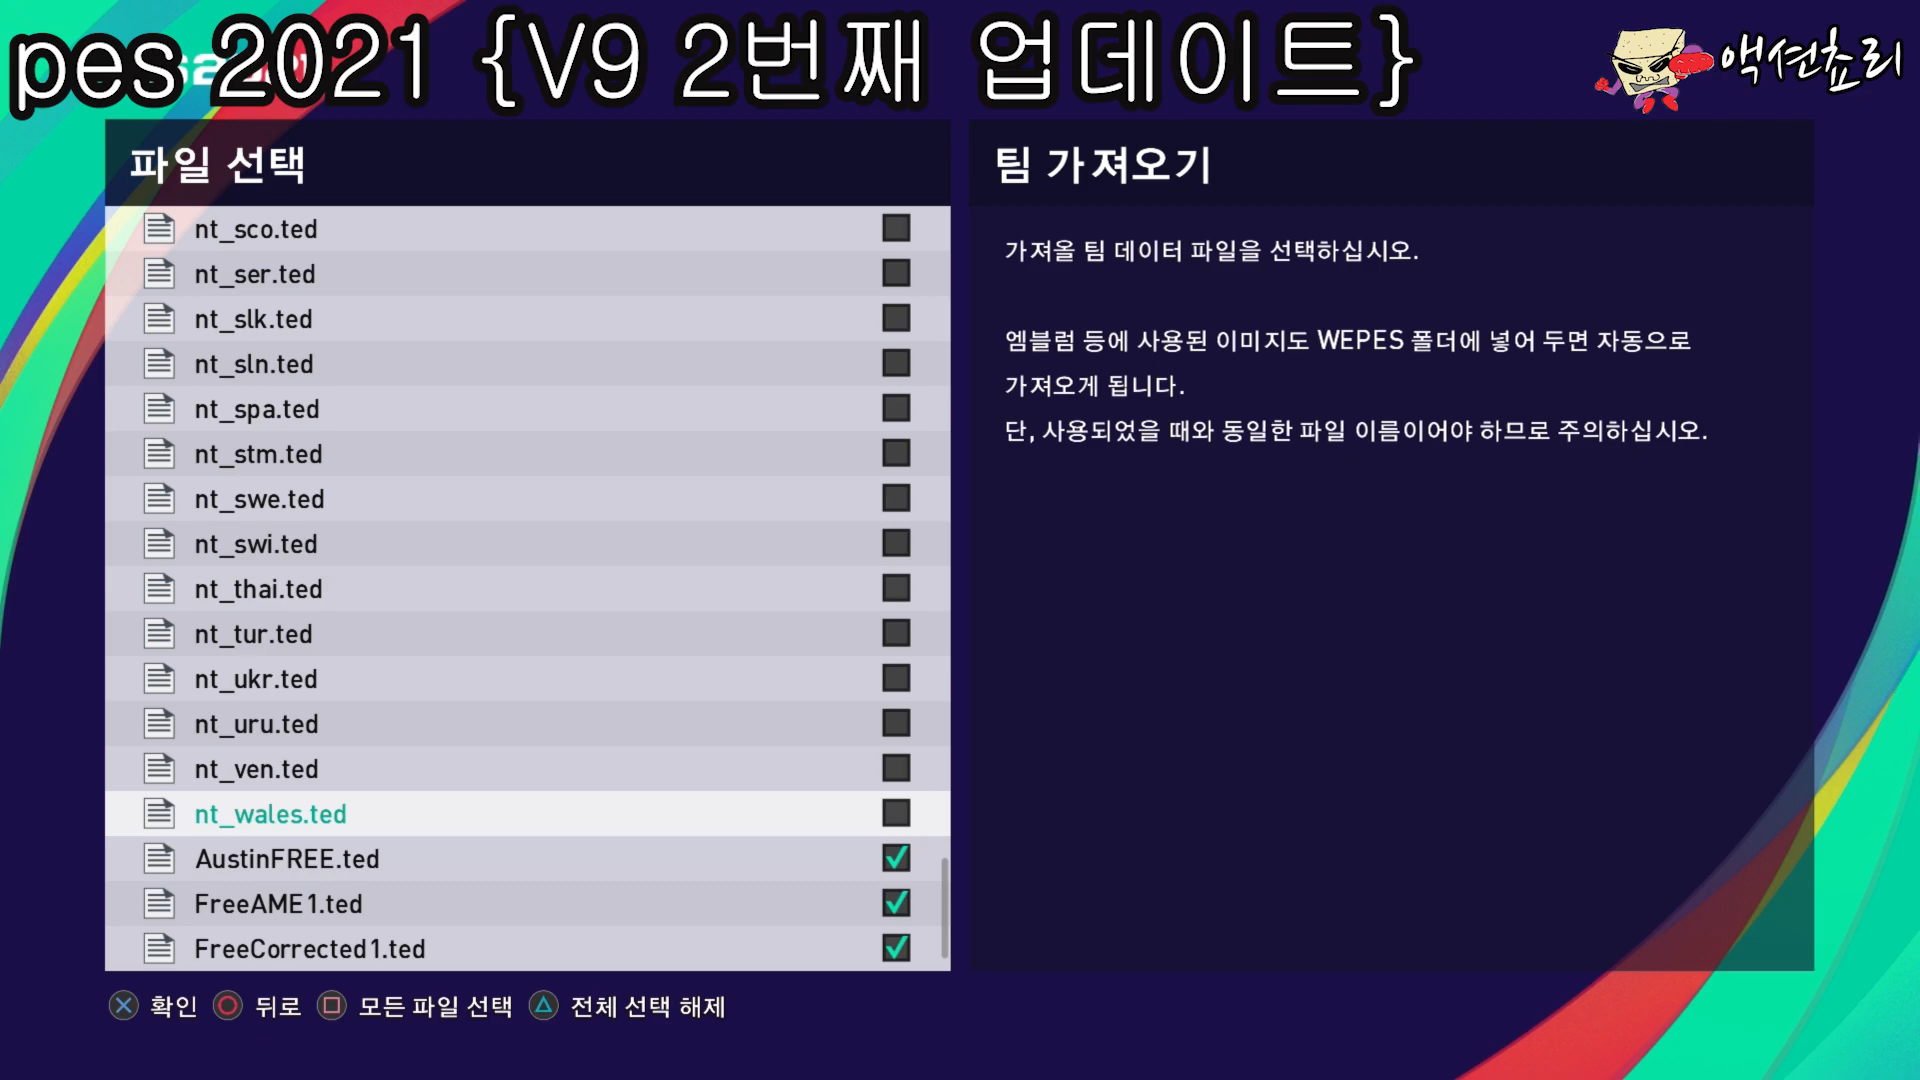 pes 2021 {V9 2번째 업데이트}
액션쵸리
파일 선택
nt_sco.ted
nt_ser.ted
nt_slk.ted
nt_sln.ted
nt_spa.ted
nt_stm.ted
nt_swe.ted
nt_swi.ted
nt_thai.ted
nt_tur.ted
nt_ukr.ted
nt_uru.ted
nt_ven.ted
nt_wales.ted
AustinFREE.ted
FreeAME1.ted
FreeCorrected1.ted
팀 가져오기
가져올 팀 데이터 파일을 선택하십시오.
엠블럼 등에 사용된 이미지도 WEPES 폴더에 넣어 두면 자동으로
가져오게 됩니다.
단, 사용되었을 때와 동일한 파일 이름이어야 하므로 주의하십시오.
확인 뒤로 모든 파일 선택 전체 선택 해제